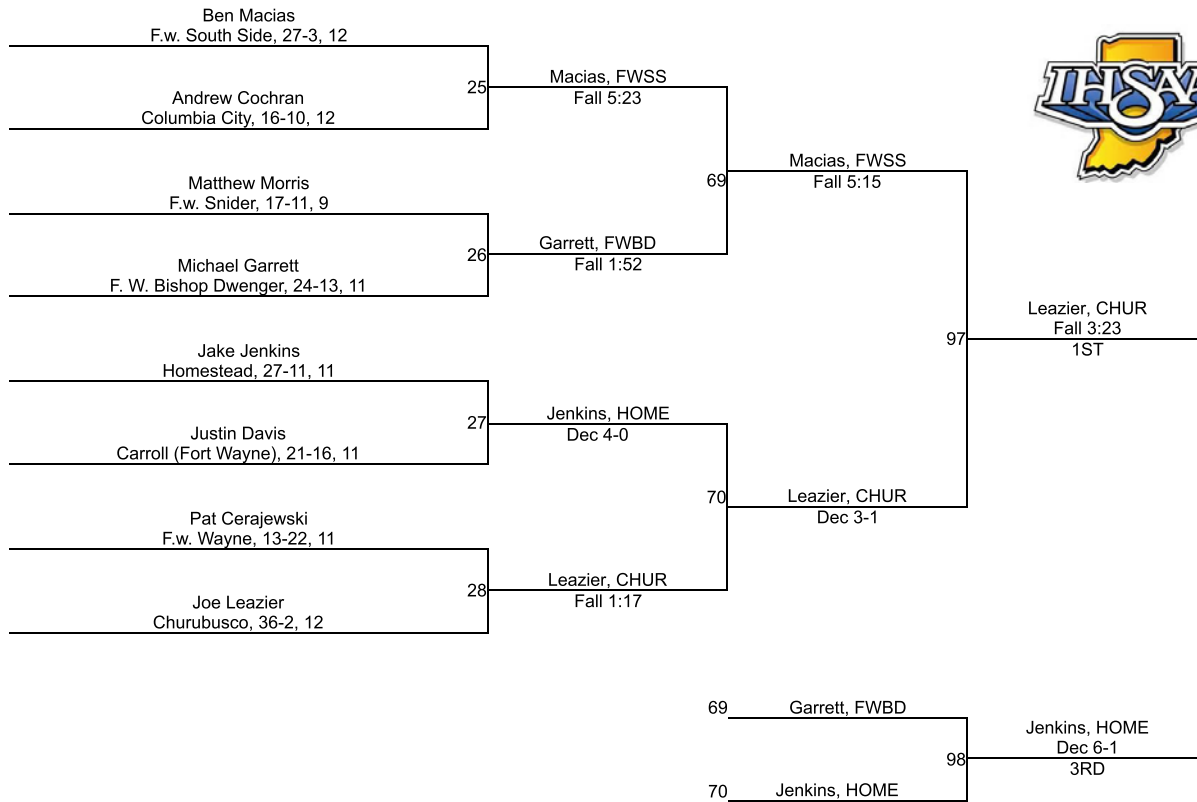 Ben Macias
F.w. South Side, 27-3, 12
25
Macias, FWSS
Fall 5:23
Andrew Cochran
Columbia City, 16-10, 12
69
Macias, FWSS
Fall 5:15
Matthew Morris
F.w. Snider, 17-11, 9
26
Garrett, FWBD
Fall 1:52
Michael Garrett
F. W. Bishop Dwenger, 24-13, 11
97
Leazier, CHUR
Fall 3:23
1ST
Jake Jenkins
Homestead, 27-11, 11
27
Jenkins, HOME
Dec 4-0
Justin Davis
Carroll (Fort Wayne), 21-16, 11
70
Leazier, CHUR
Dec 3-1
Pat Cerajewski
F.w. Wayne, 13-22, 11
28
Leazier, CHUR
Fall 1:17
Joe Leazier
Churubusco, 36-2, 12
69
Garrett, FWBD
98
Jenkins, HOME
Dec 6-1
3RD
70
Jenkins, HOME
IHSAA